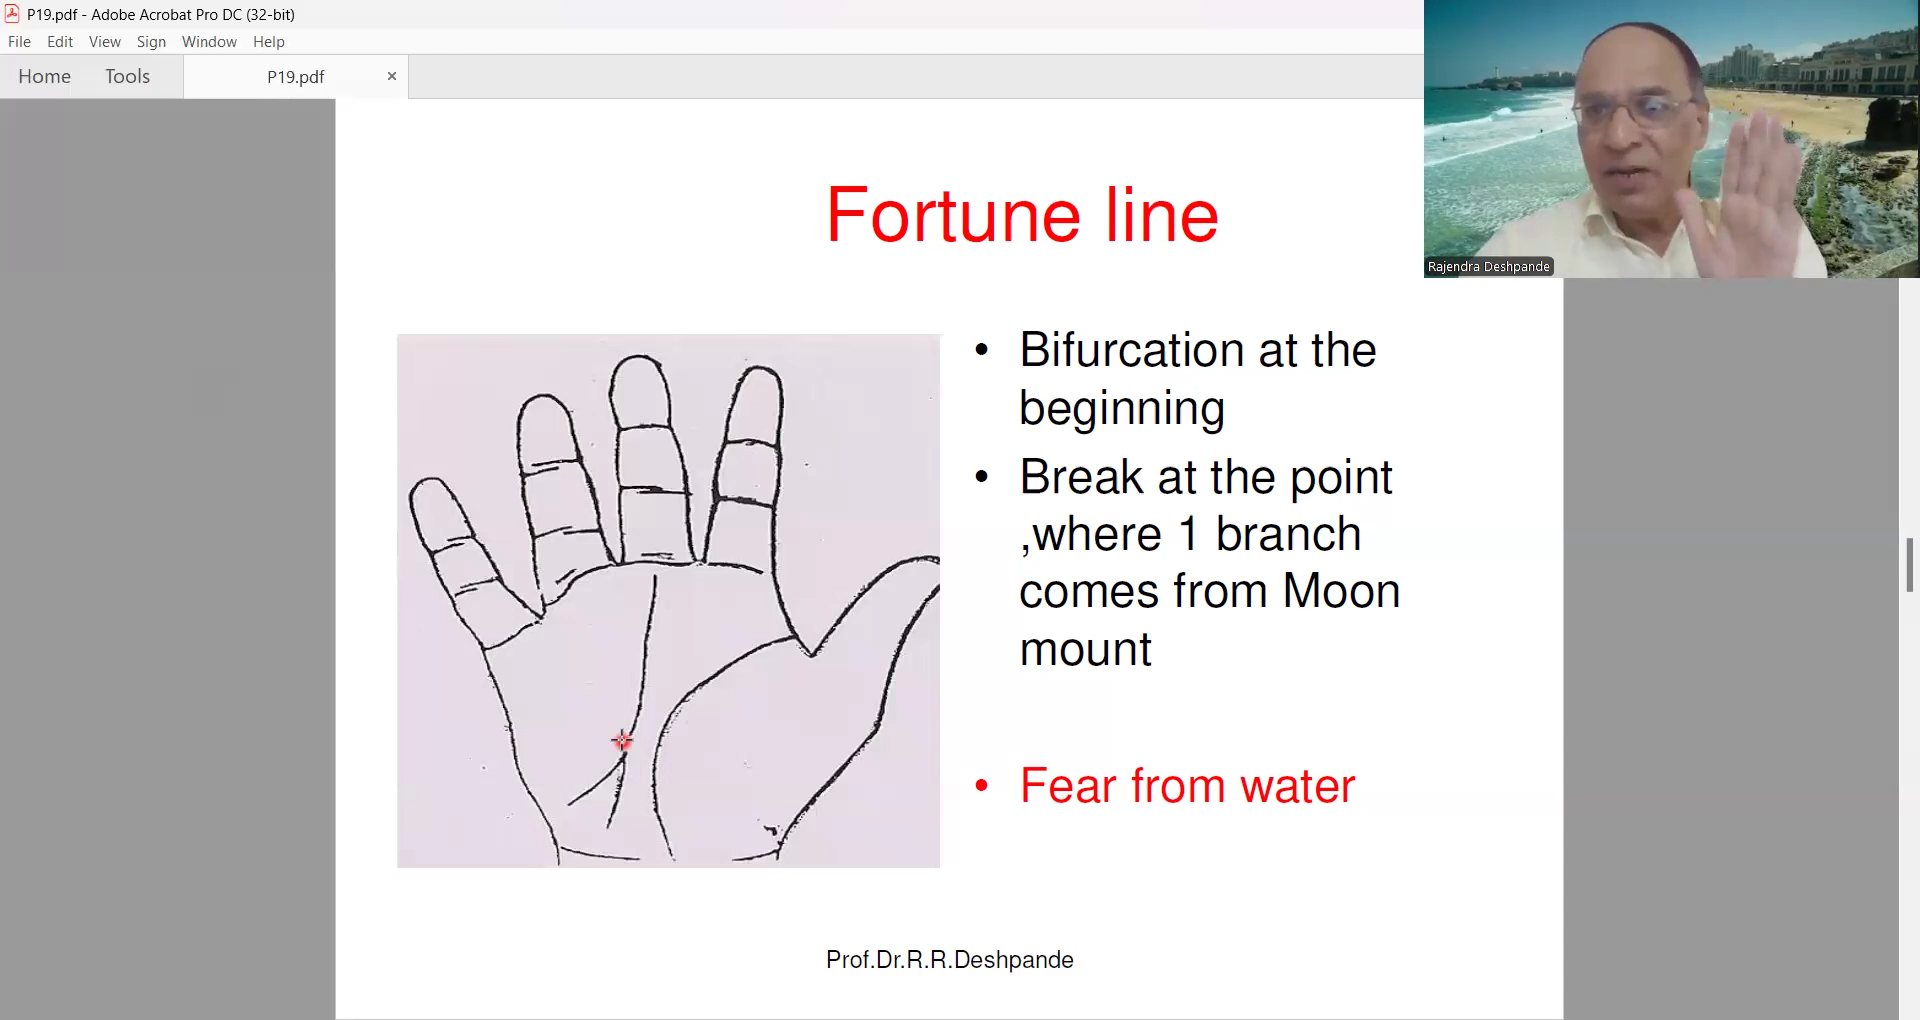 P19.pdf - Adobe Acrobat Pro DC (32-bit)
File Edit View Sign Window Help
Home Tools P19.pdf ×
Rajendra Deshpande
Fortune line
• Bifurcation at the
beginning
• Break at the point
,where 1 branch
comes from Moon
mount
• Fear from water
Prof.Dr.R.R.Deshpande